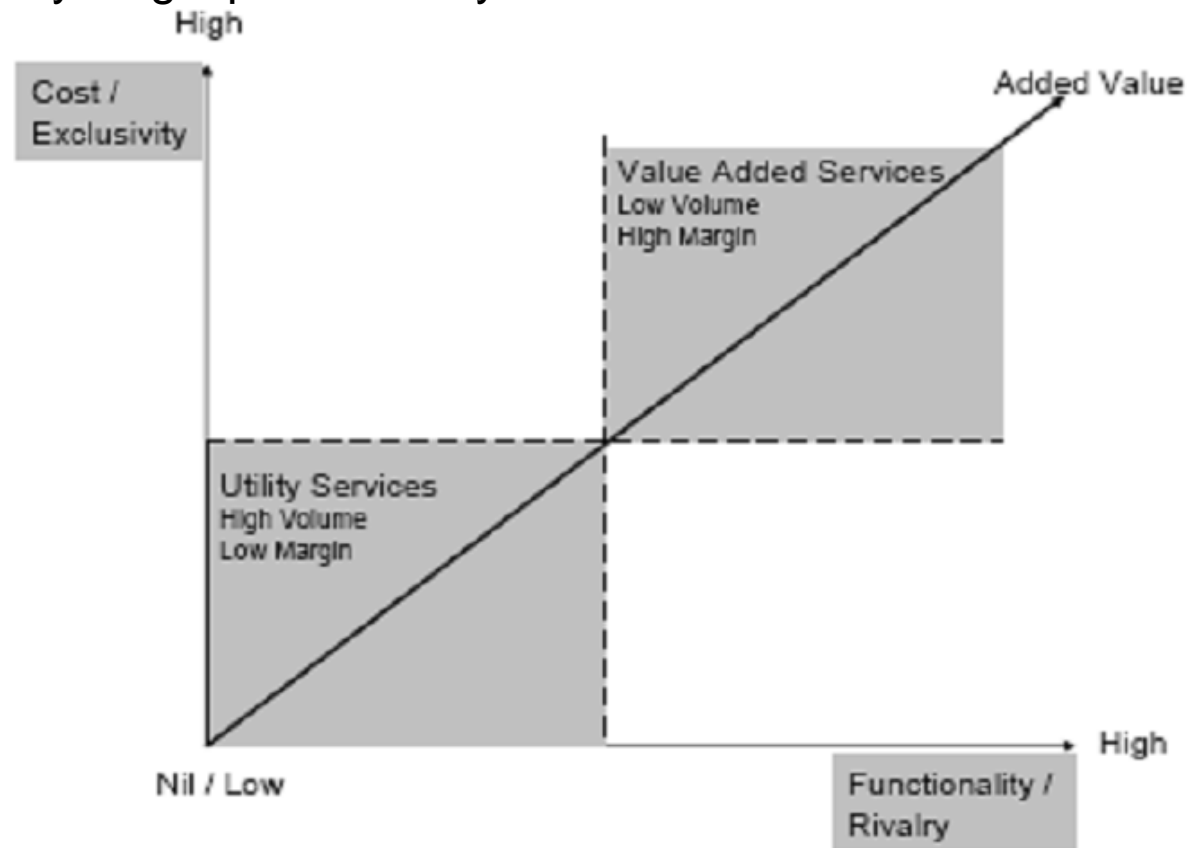 High
Cost /
Exclusivity
Added Value
Value Added Services
Low Volume
High Margin
Utility Services
High Volume
Low Margin
High
Nil / Low
Functionality /
Rivalry